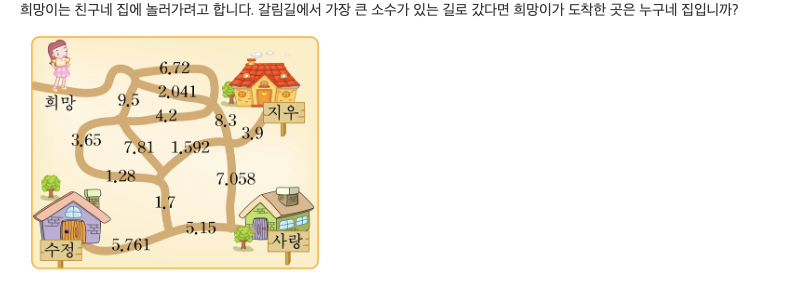 희망이는 친구네 집에 놀러가려고 합니다. 갈림길에서 가장 큰 소수가 있는 길로 갔다면 희망이가 도착한 곳은 누구네 집입니까?
6.72
희망
9.5
2.041
4.2
8.3
지우
3.9
3.65
7.81
1.592
1.28
7.058
1.7
5.15
수정
5.761
사랑